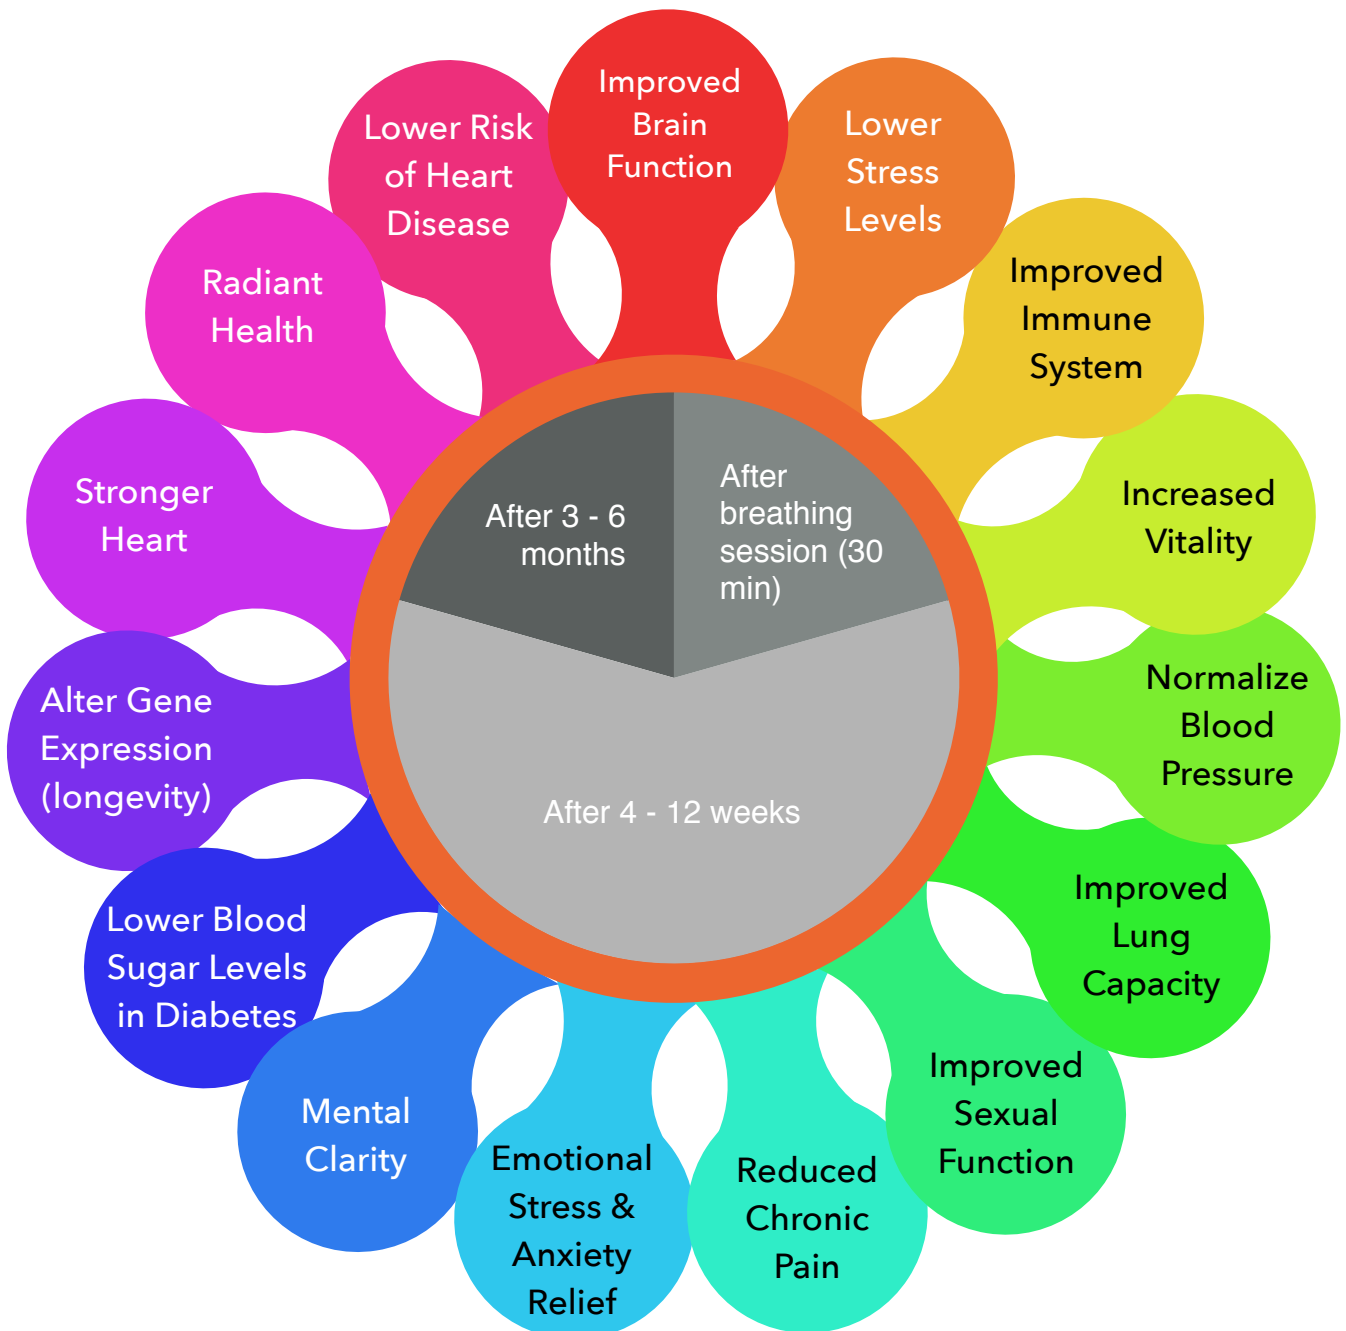 Improved
Brain
Function
Lower
Stress
Levels
Improved
Immune
System
Increased
Vitality
Normalize
Blood
Pressure
Improved
Lung
Capacity
Improved
Sexual
Function
Reduced
Chronic
Pain
Emotional
Stress &
Anxiety
Relief
Mental
Clarity
Lower Blood
Sugar Levels
in Diabetes
Alter Gene
Expression
(longevity)
Stronger
Heart
Radiant
Health
Lower Risk
of Heart
Disease
After
breathing
session (30
min)
After 4 - 12 weeks
After 3 - 6
months